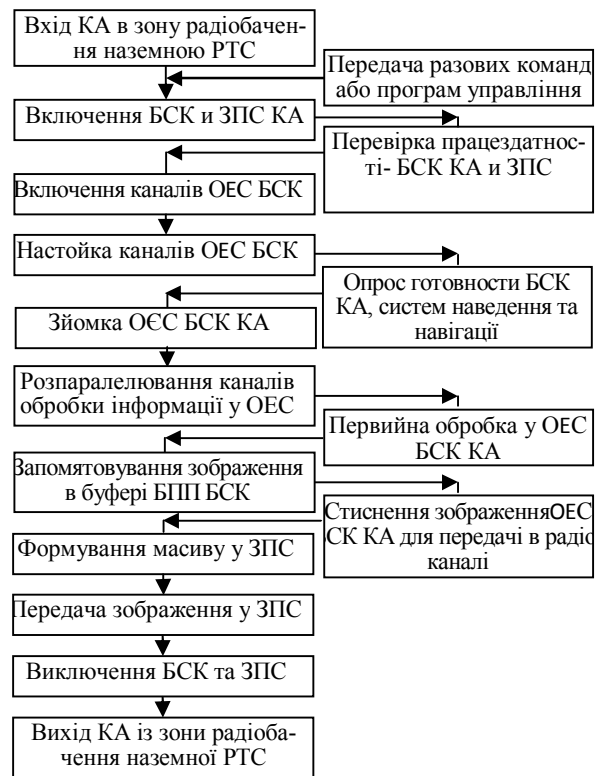 Вхід КА в зону радіобачен-
ня наземною РТС
Передача разових команд
або програм управління
Включення БСК и ЗПС КА
Перевірка працездатнос-
ті- БСК КА и ЗПС
Включення каналів ОЕС БСК
Настойка каналів ОЕС БСК
Опрос готовности БСК
КА, систем наведення та
навігації
Зйомка ОЄС БСК КА
Розпаралелювання каналів
обробки інформації у ОЕС
Первийна обробка у ОЕС
БСК КА
Запомятовування зображення
в буфері БПП БСК
Стиснення зображенняОЕС
БСК КА для передачі в радіо
каналі
Формування масиву у ЗПС
Передача зображення у ЗПС
Виключення БСК та ЗПС
Вихід КА із зони радіоба-
чення наземної РТС